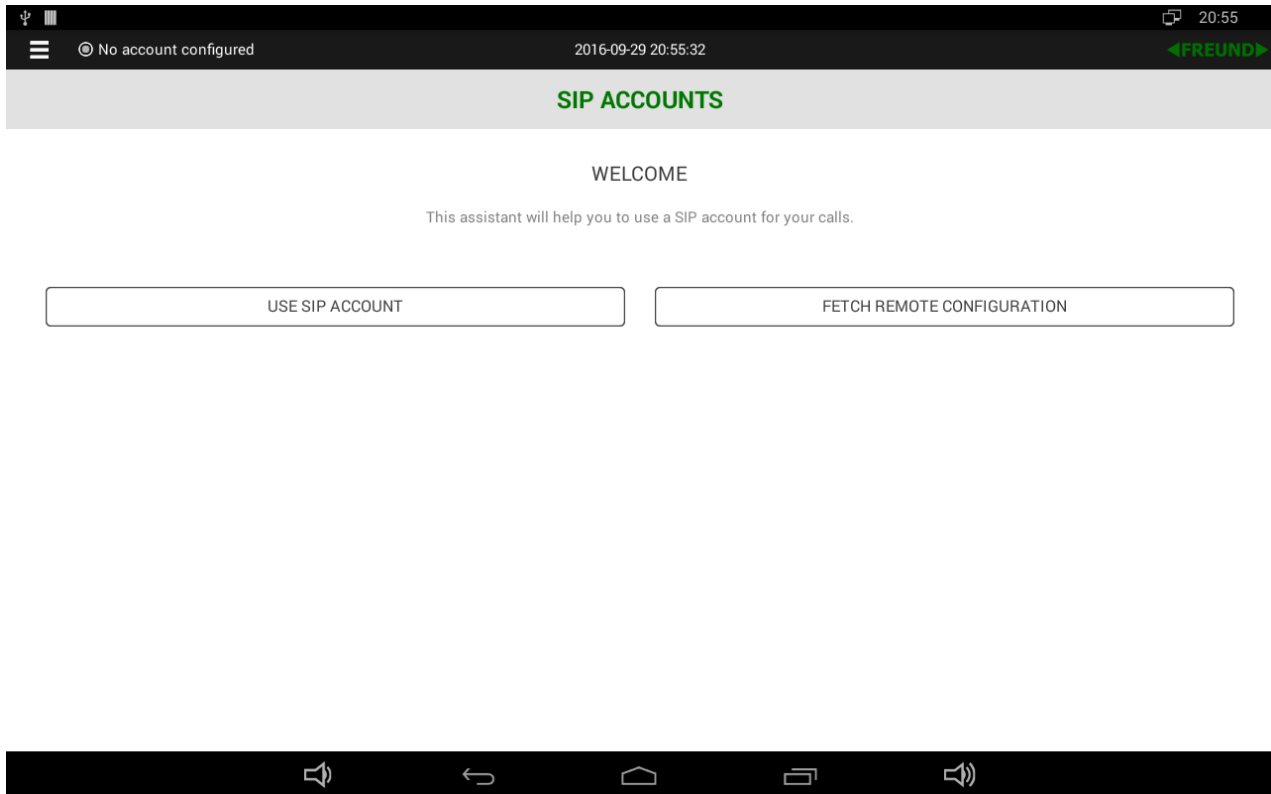 20:55
No account configured
2016-09-29 20:55:32
FREUND
SIP ACCOUNTS
WELCOME
This assistant will help you to use a SIP account for your calls.
USE SIP ACCOUNT
FETCH REMOTE CONFIGURATION